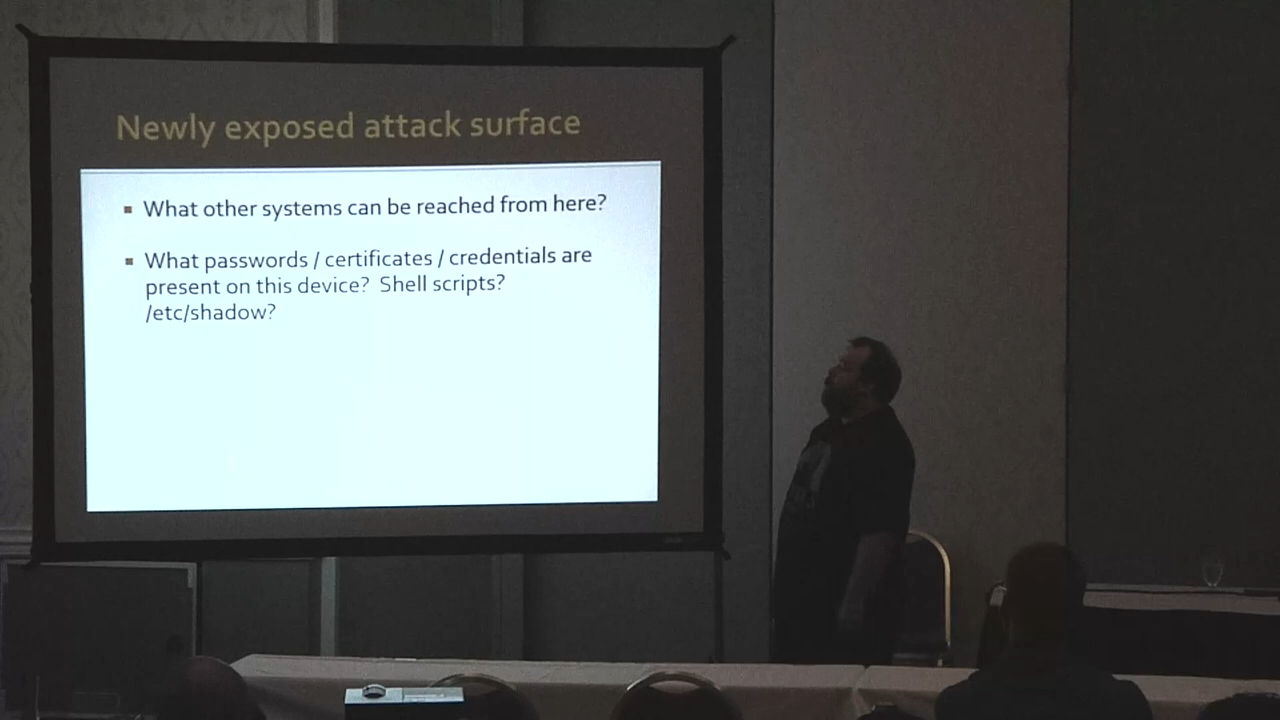 Newly exposed attack surface
What other systems can be reached from here?
What passwords / certificates / credentials are
present on this device? Shell scripts?
/etc/shadow?